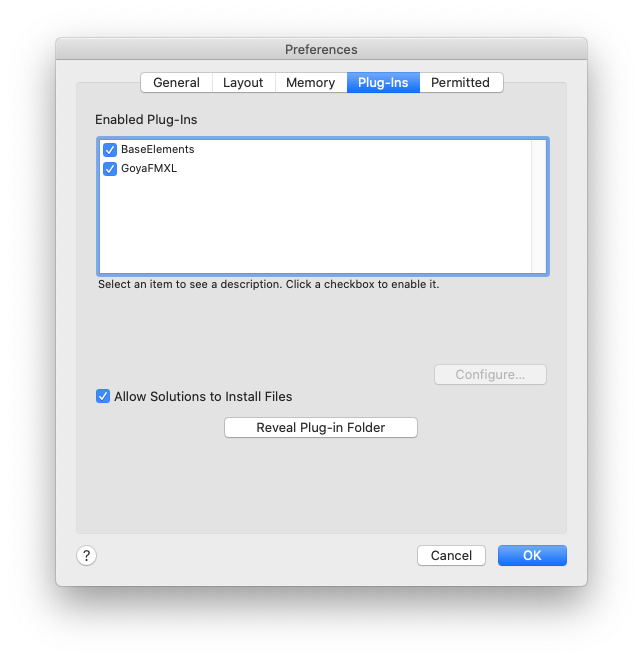 Preferences
General Layout Memory Plug-Ins Permitted
Enabled Plug-Ins
BaseElements
GoyaFMXL
Select an item to see a description. Click a checkbox to enable it.
Configure...
Allow Solutions to Install Files
Reveal Plug-in Folder
? Cancel OK